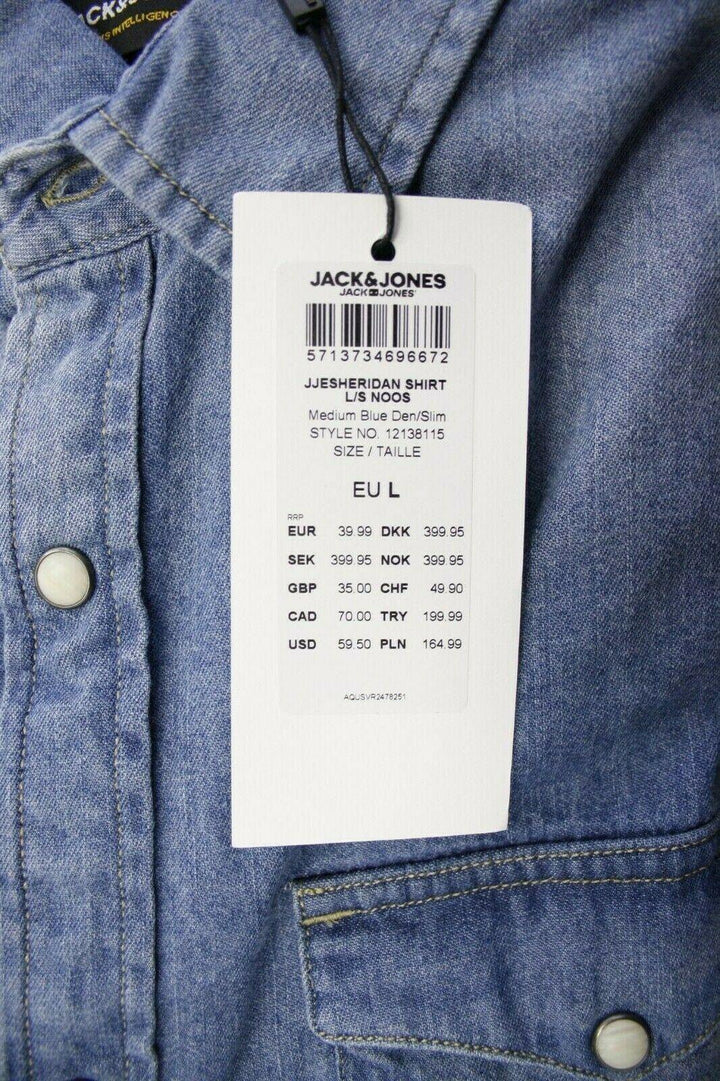 JACK&JONES
JACK JONES
5713734696672
JJESHERIDAN SHIRT
L/S NOOS
Medium Blue Den/Slim
STYLE NO. 12138115
SIZE / TAILLE
EU L
RRP
EUR 39.99 DKK 399.95
SEK 399.95 NOK 399.95
GBP 35.00 CHF 49.90
CAD 70.00 TRY 199.99
USD 59.50 PLN 164.99
AQUSVR2478251